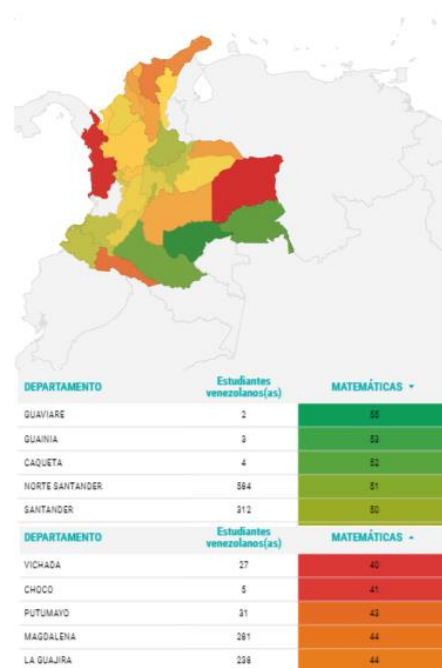 DEPARTAMENTO Estudiantes venezolanos(as) MATEMÁTICAS
GUAVIARE 2 55
GUAINIA 3 53
CAQUETA 4 52
NORTE SANTANDER 584 51
SANTANDER 312 50
DEPARTAMENTO Estudiantes venezolanos(as) MATEMÁTICAS
VICHADA 27 40
CHOCO 5 41
PUTUMAYO 31 43
MAGDALENA 261 44
LA GUAJIRA 236 44